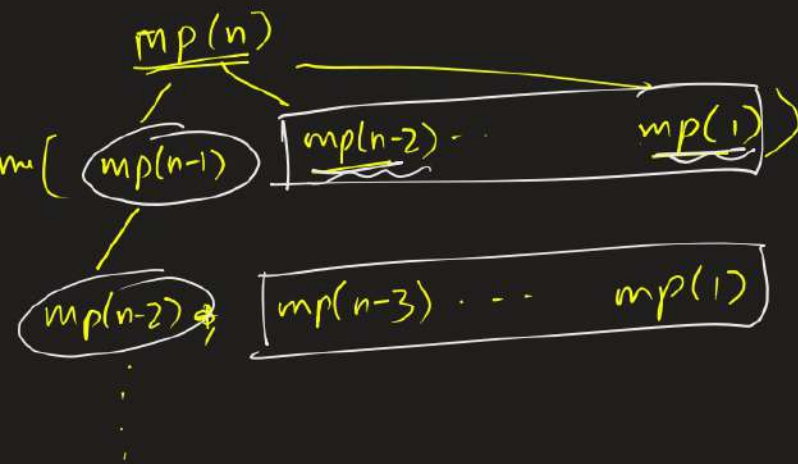 mp(n)
mp(n-1) mp(n-2) - - mp(1) )
mp(n-2) , mp(n-3) . - - mp(1)